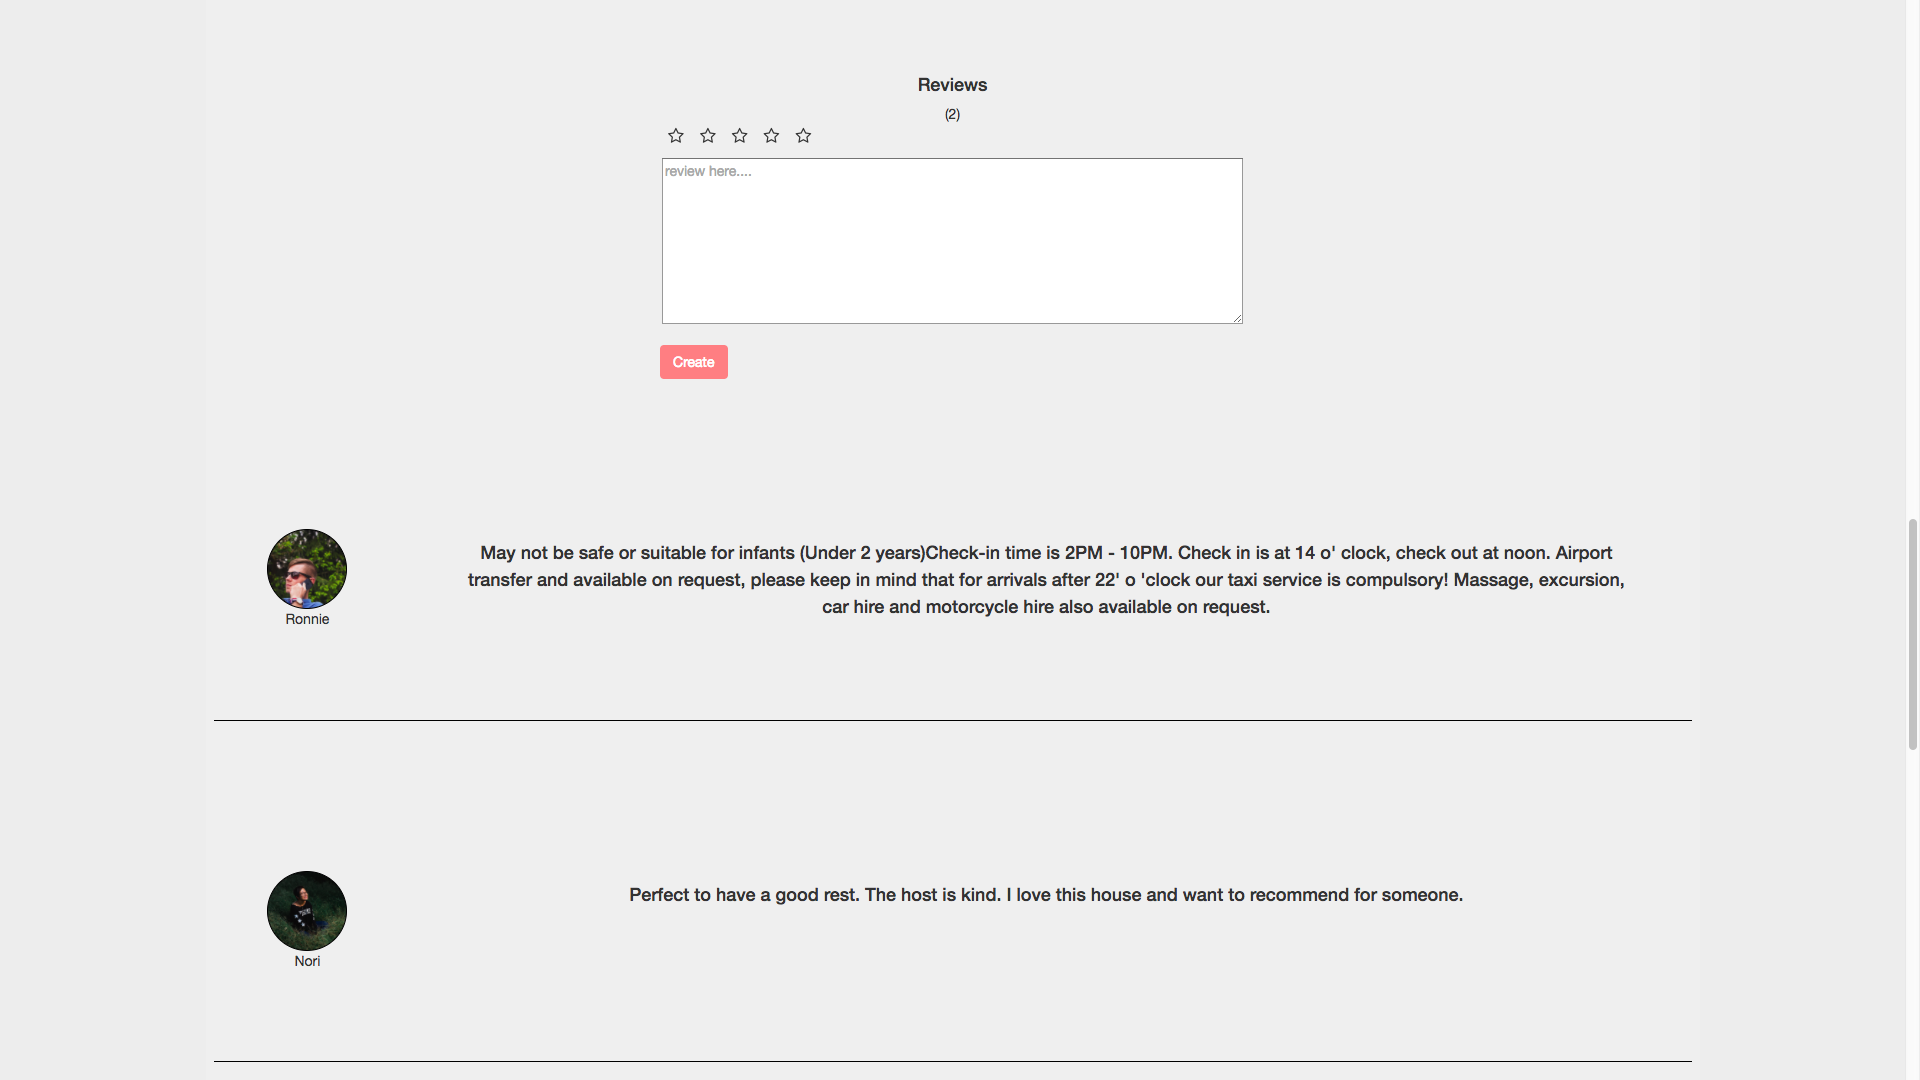 Reviews
(2)
review here....
Create
May not be safe or suitable for infants (Under 2 years)Check-in time is 2PM - 10PM. Check in is at 14 o' clock, check out at noon. Airport
transfer and available on request, please keep in mind that for arrivals after 22' o 'clock our taxi service is compulsory! Massage, excursion,
car hire and motorcycle hire also available on request.
Ronnie
Perfect to have a good rest. The host is kind. I love this house and want to recommend for someone.
Nori